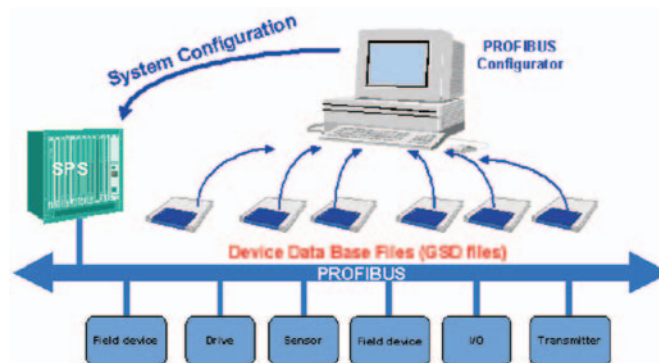 System Configuration
PROFIBUS
Configurator
SPS
Device Data Base Files (GSD files)
PROFIBUS
Field device
Drive
Sensor
Field device
I/O
Transmitter